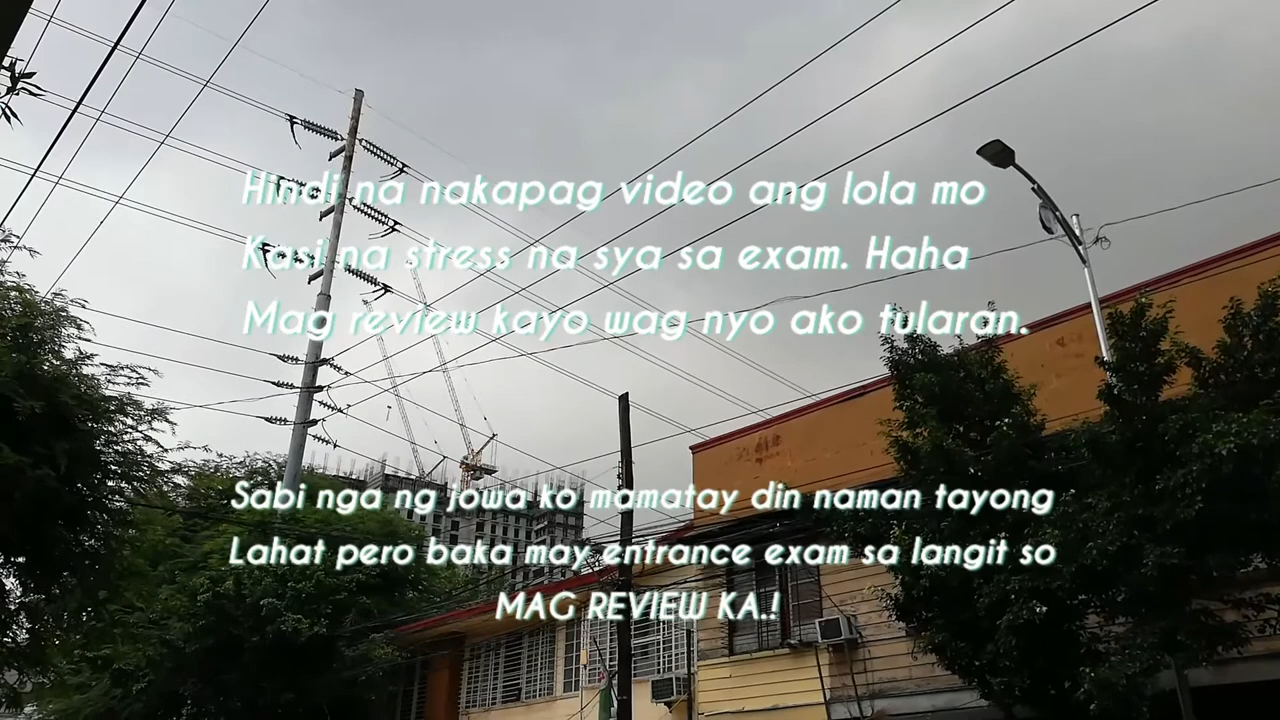 Hindi na nakapag video ang lola mo
Kasi na stress na sya sa exam. Haha
Mag review kayo wag nyo ako tularan.
Sabi nga ng jowa ko mamatay din naman tayong
Lahat pero baka may entrance exam sa langit so
MAG REVIEW KA.!